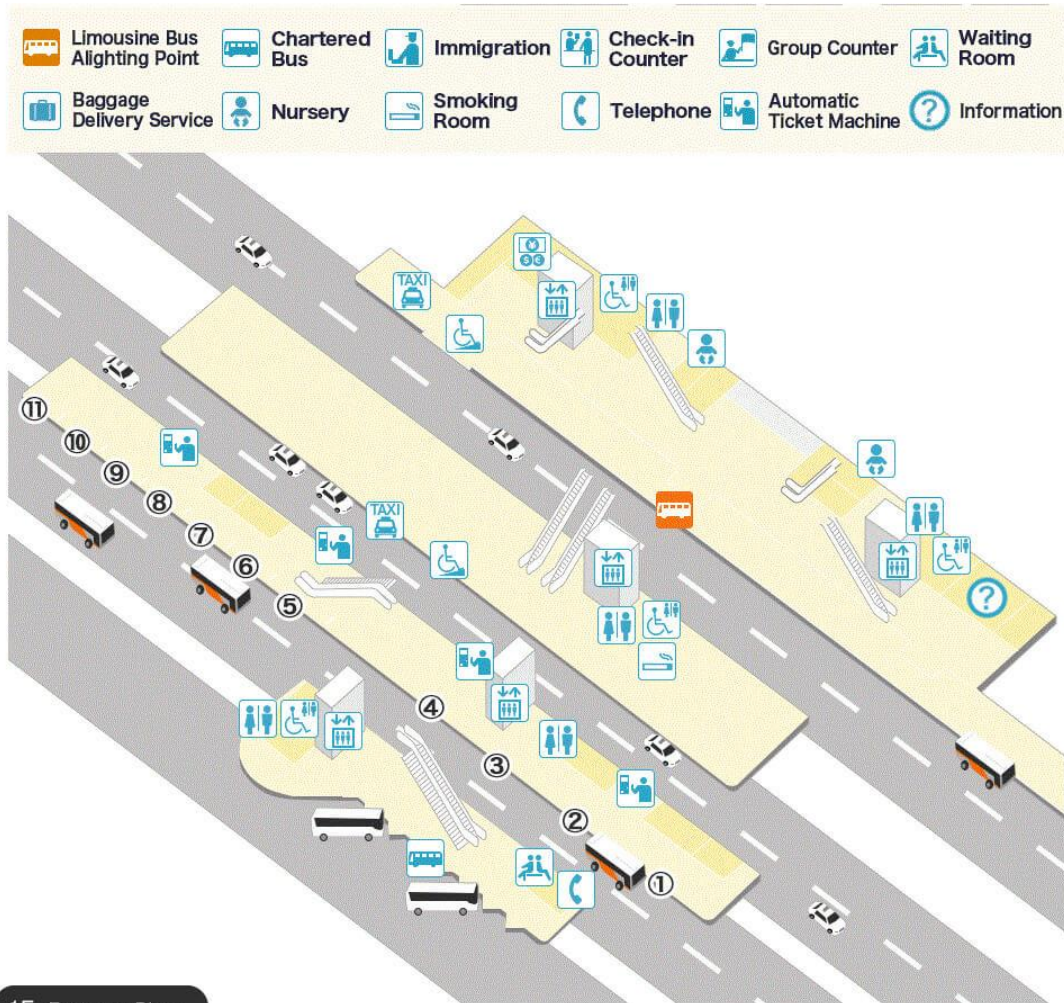 Limousine Bus
Alighting Point
Chartered
Bus
Immigration
Check-in
Counter
Group Counter
Waiting
Room
Baggage
Delivery Service
Nursery
Smoking
Room
Telephone
Automatic
Ticket Machine
? Information
¥
$ €
TAXI
⑪
⑩
⑨
⑧
⑦
⑥
⑤
TAXI
?
④
③
②
①